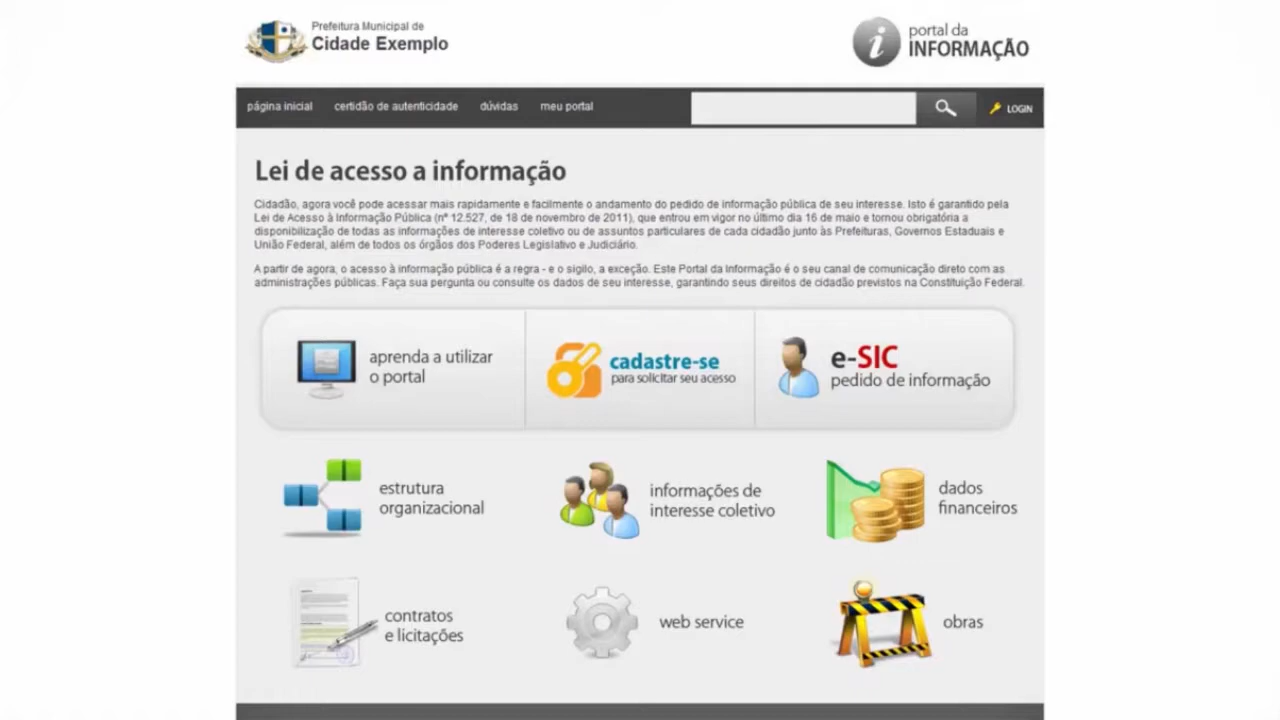 Prefeitura Municipal de
Cidade Exemplo
portal da
INFORMAÇÃO
página inicial certidão de autenticidade dúvidas meu portal LOGIN
Lei de acesso a informação
Cidadão, agora você pode acessar mais rapidamente e facilmente o andamento do pedido de informação pública de seu interesse. Isto é garantido pela
Lei de Acesso à Informação Pública (nº 12.527, de 18 de novembro de 2011), que entrou em vigor no último dia 16 de maio e tornou obrigatória a
disponibilização de todas as informações de interesse coletivo ou de assuntos particulares de cada cidadão junto às Prefeituras, Governos Estaduais e
União Federal, além de todos os órgãos dos Poderes Legislativo e Judiciário.
A partir de agora, o acesso à informação pública é a regra - e o sigilo, a exceção. Este Portal da Informação é o seu canal de comunicação direto com as
administrações públicas. Faça sua pergunta ou consulte os dados de seu interesse, garantindo seus direitos de cidadão previstos na Constituição Federal.
aprenda a utilizar
o portal
cadastre-se
para solicitar seu acesso
e-SIC
pedido de informação
estrutura
organizacional
informações de
interesse coletivo
dados
financeiros
contratos
e licitações
web service
obras